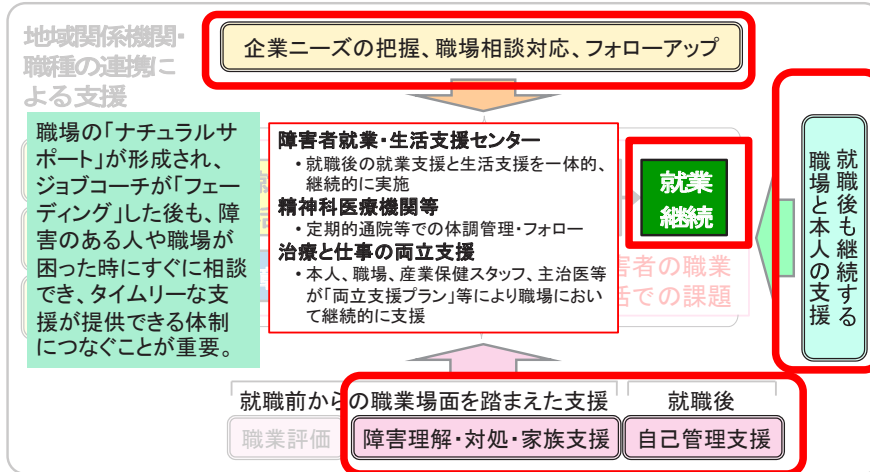 地域関係機関・
職種の連携に
よる支援
企業ニーズの把握、職場相談対応、フォローアップ
職場の「ナチュラルサ
ポート」が形成され、
ジョブコーチが「フェー
ディング」した後も、障
害のある人や職場が
困った時にすぐに相談
でき、タイムリーな支
援が提供できる体制
につなぐことが重要。
障害者就業・生活支援センター
・就職後の就業支援と生活支援を一体的、
継続的に実施
精神科医療機関等
・定期的通院等での体調管理・フォロー
治療と仕事の両立支援
・本人、職場、産業保健スタッフ、主治医等
が「両立支援プラン」等により職場におい
て継続的に支援
就業
継続
害者の職業
活での課題
就職後も継続する
職場と本人の支援
就職前からの職業場面を踏まえた支援
就職後
職業評価
障害理解・対処・家族支援
自己管理支援